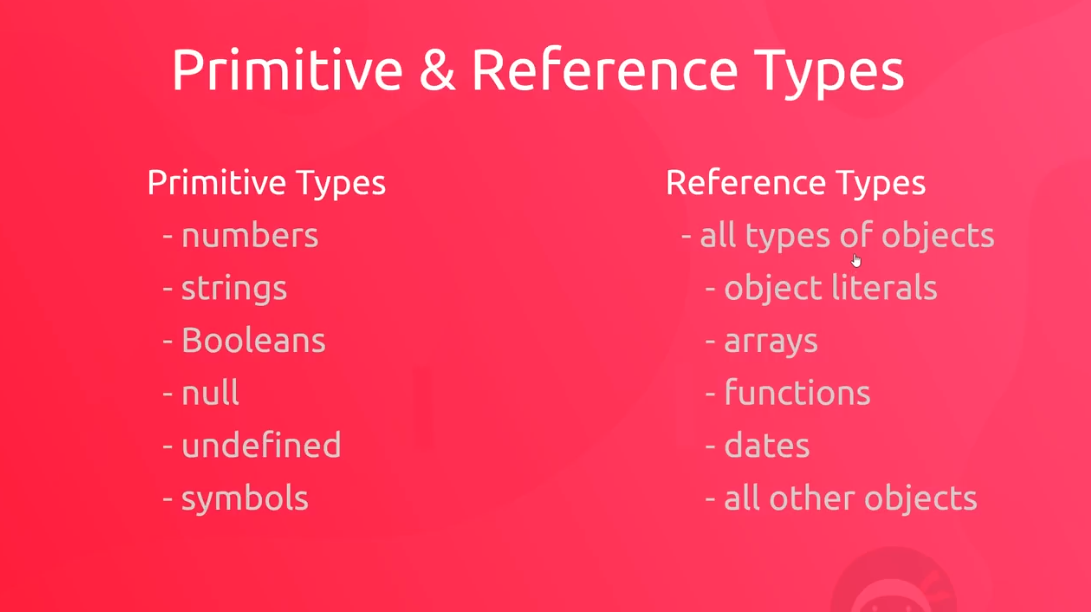 Primitive & Reference Types
Primitive Types
- numbers
- strings
- Booleans
- null
- undefined
- symbols
Reference Types
- all types of objects
- object literals
- arrays
- functions
- dates
- all other objects